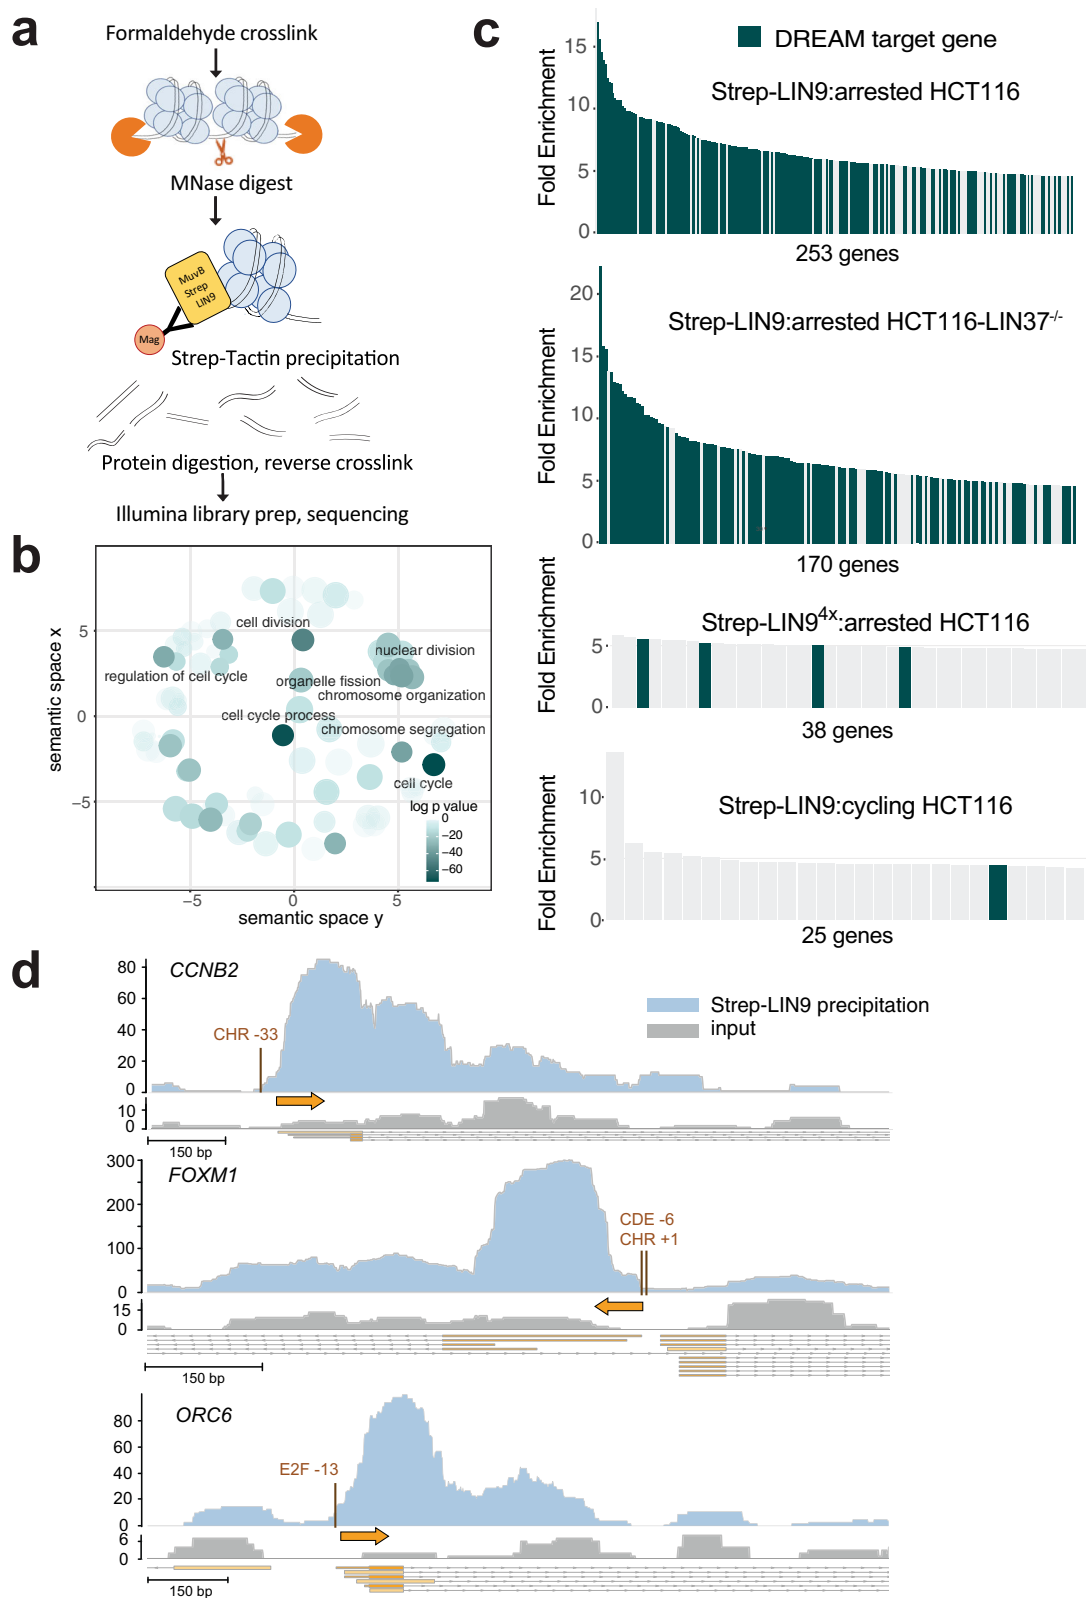 a
Formaldehyde crosslink
MNase digest
MuvB
Strep
LIN9
Mag
Strep-Tactin precipitation
Protein digestion, reverse crosslink
Illumina library prep, sequencing
b
semantic space x
5
0
−5
cell division
nuclear division
regulation of cell cycle
organelle fission
chromosome organization
cell cycle process
chromosome segregation
cell cycle
log p value
0
−20
−40
−60
−5
0
5
semantic space y
c
DREAM target gene
Strep-LIN9:arrested HCT116
Fold Enrichment
15
10
5
0
253 genes
Strep-LIN9:arrested HCT116-LIN37-/-
Fold Enrichment
20
15
10
5
0
170 genes
Strep-LIN94x:arrested HCT116
Fold Enrichment
5
0
38 genes
Strep-LIN9:cycling HCT116
Fold Enrichment
10
5
0
25 genes
d
CCNB2
80
60
40
20
0
10
0
CHR -33
150 bp
Strep-LIN9 precipitation
input
FOXM1
300
200
100
0
15
0
CDE -6
CHR +1
150 bp
ORC6
80
60
40
20
0
6
0
E2F -13
150 bp